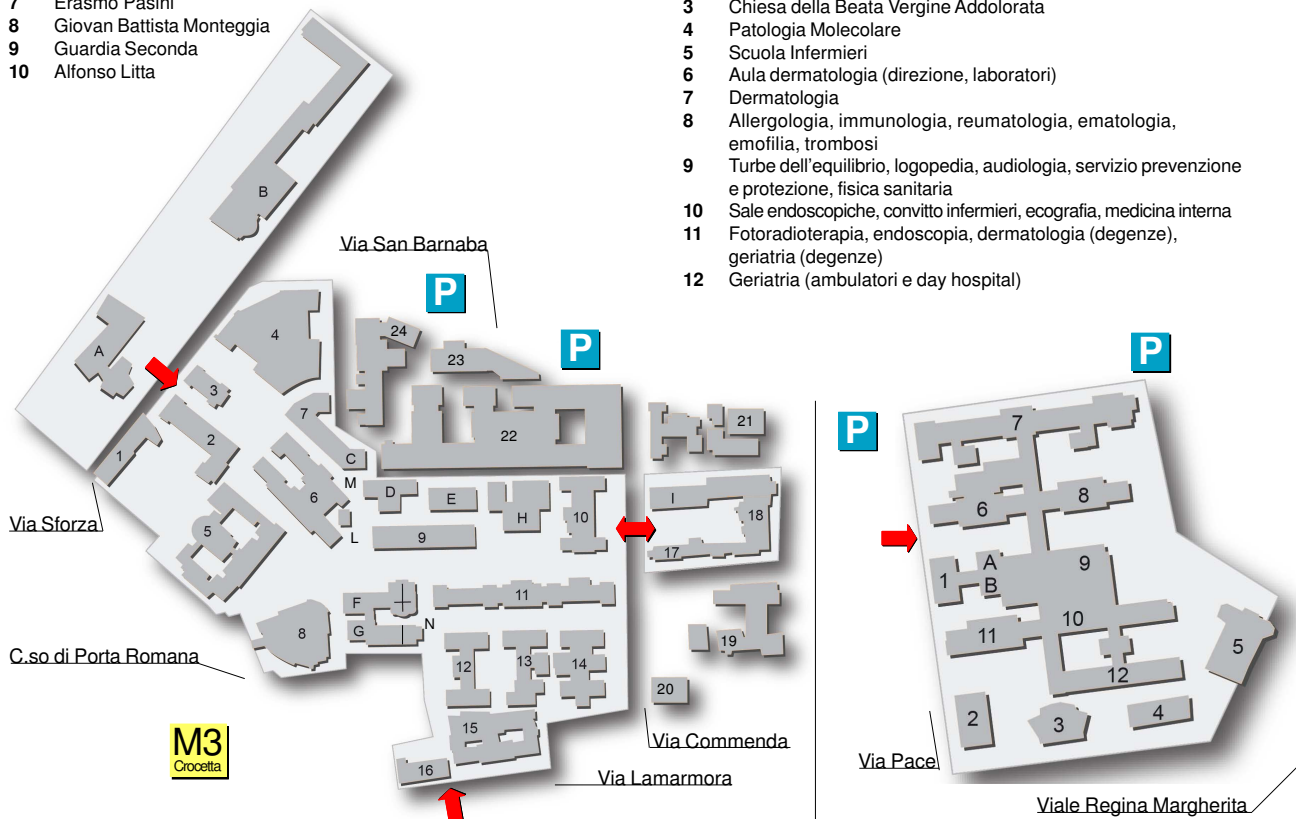 7 Erasmo Pasini
8 Giovan Battista Monteggia
9 Guardia Seconda
10 Alfonso Litta
3 Chiesa della Beata Vergine Addolorata
4 Patologia Molecolare
5 Scuola Infermieri
6 Aula dermatologia (direzione, laboratori)
7 Dermatologia
8 Allergologia, immunologia, reumatologia, ematologia,
emofilia, trombosi
9 Turbe dell'equilibrio, logopedia, audiologia, servizio prevenzione
e protezione, fisica sanitaria
10 Sale endoscopiche, convitto infermieri, ecografia, medicina interna
11 Fotoradioterapia, endoscopia, dermatologia (degenze),
geriatria (degenze)
12 Geriatria (ambulatori e day hospital)
B
Via San Barnaba
P
P
A
4
24
23
3
7
2
1
22
21
C
M
6
D
E
H
10
I
18
Via Sforza
5
L
9
17
F
11
G
N
8
19
12
13
14
C.so di Porta Romana
20
15
M3
Crocetta
16
Via Commenda
Via Lamarmora
P
P
7
6
8
1
A
B
9
10
11
5
12
2
3
4
Via Pace
Viale Regina Margherita